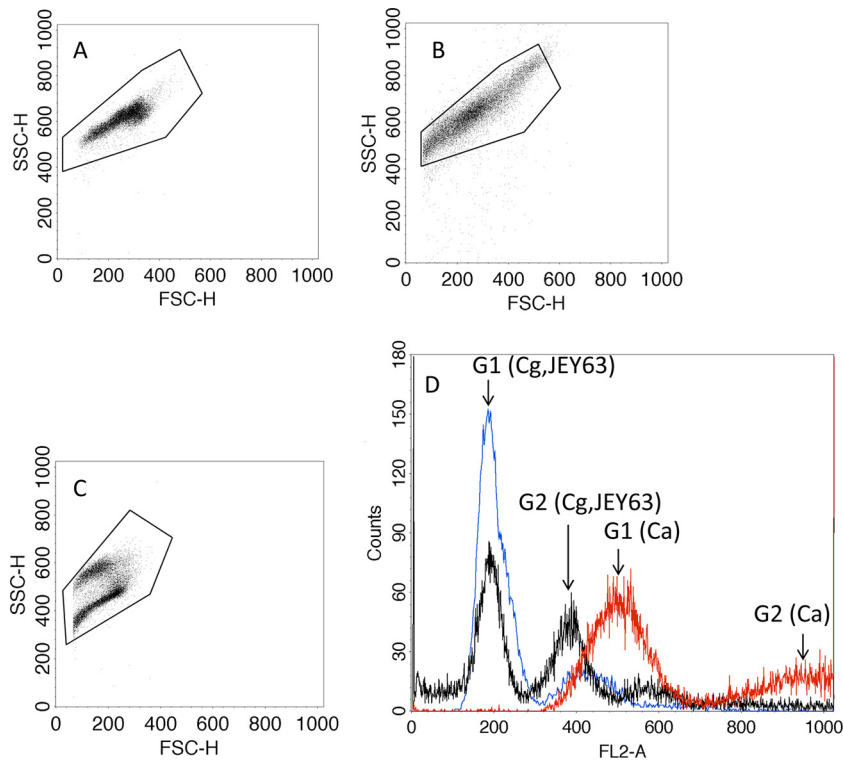 A
1000
800
600
400
200
0
SSC-H
0 200 400 600 800 1000
FSC-H
B
1000
800
600
400
200
0
SSC-H
0 200 400 600 800 1000
FSC-H
C
1000
800
600
400
200
0
SSC-H
0 200 400 600 800 1000
FSC-H
D
180
150
120
90
60
30
0
Counts
G1 (Cg,JEY63)
G2 (Cg,JEY63)
G1 (Ca)
G2 (Ca)
0 200 400 600 800 1000
FL2-A